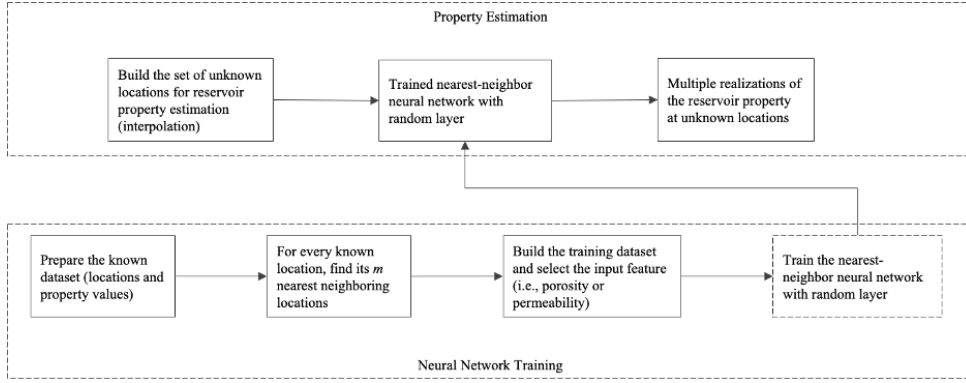 Property Estimation
Build the set of unknown
locations for reservoir
property estimation
(interpolation)
Trained nearest-neighbor
neural network with
random layer
Multiple realizations of
the reservoir property
at unknown locations
Prepare the known
dataset (locations and
property values)
For every known
location, find its m
nearest neighboring
locations
Build the training dataset
and select the input feature
(i.e., porosity or
permeability)
Train the nearest-
neighbor neural network
with random layer
Neural Network Training